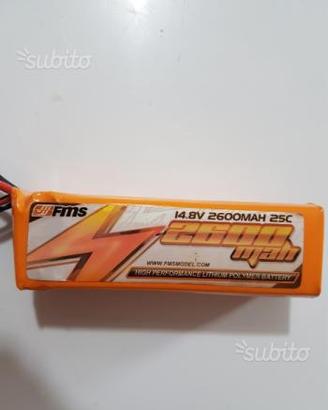 subito
FMS
14.8V 2600MAH 25C
2600
mah
WWW.FMSMODEL.COM
HIGH PERFORMANCE LITHIUM POLYMER BATTERY
subito